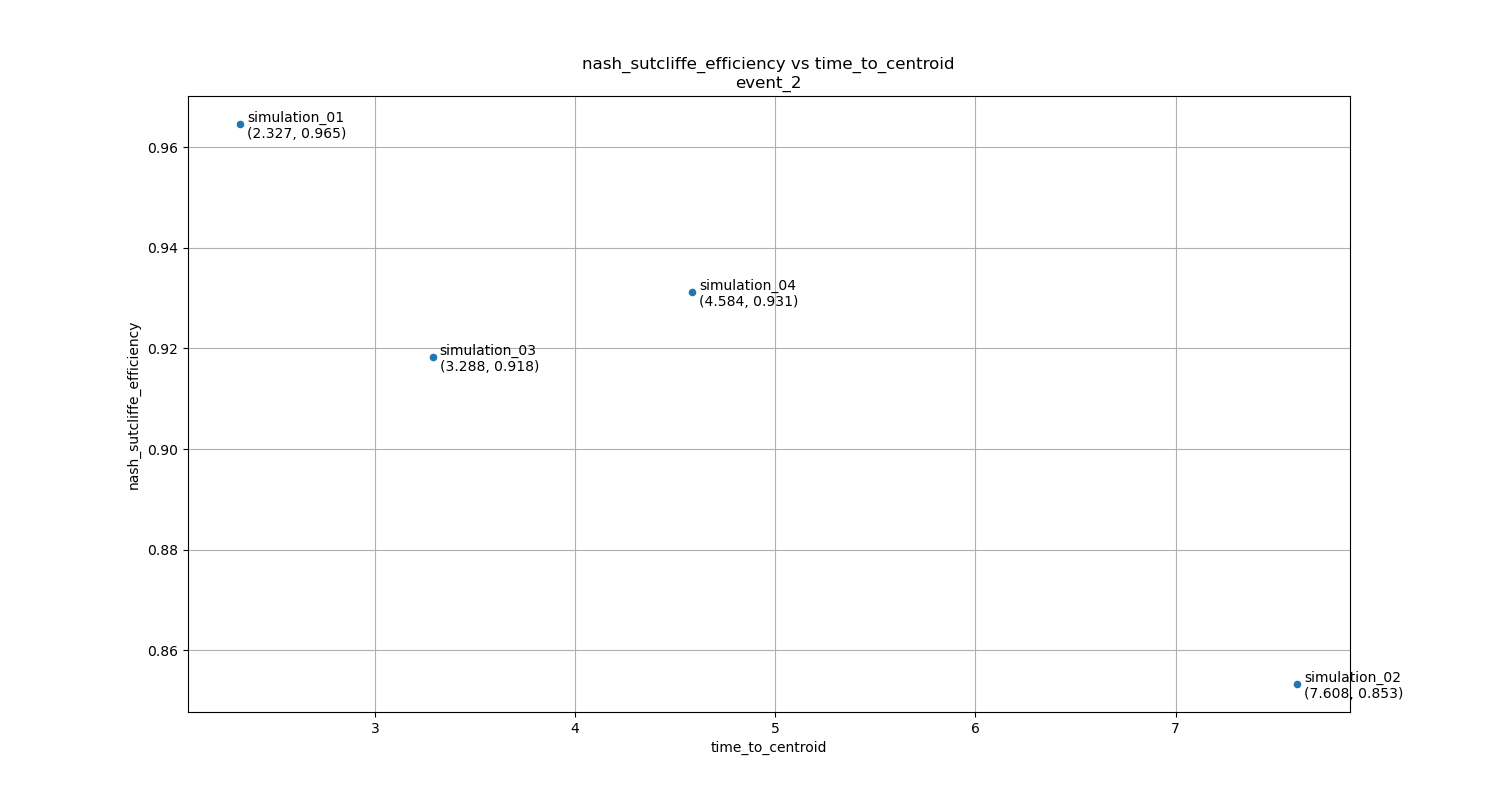 nash_sutcliffe_efficiency vs time_to_centroid
event_2
simulation_01
(2.327, 0.965)
0.96
0.94
simulation_04
(4.584, 0.931)
0.92
simulation_03
(3.288, 0.918)
nash_sutcliffe_efficiency
0.90
0.88
0.86
simulation_02
(7.608, 0.853)
3
4
5
6
7
time_to_centroid